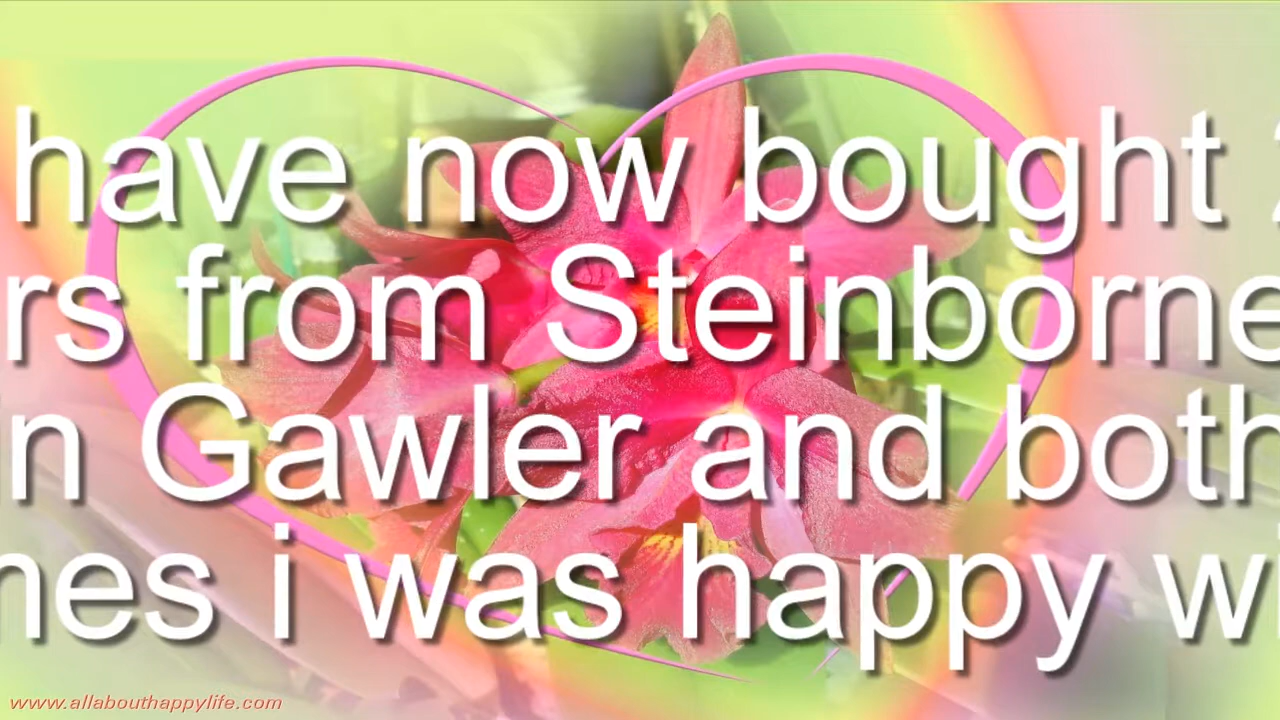 have now bought
rs from Steinborne
n Gawler and both
nes i was happy wi
www.allabouthappylife.com